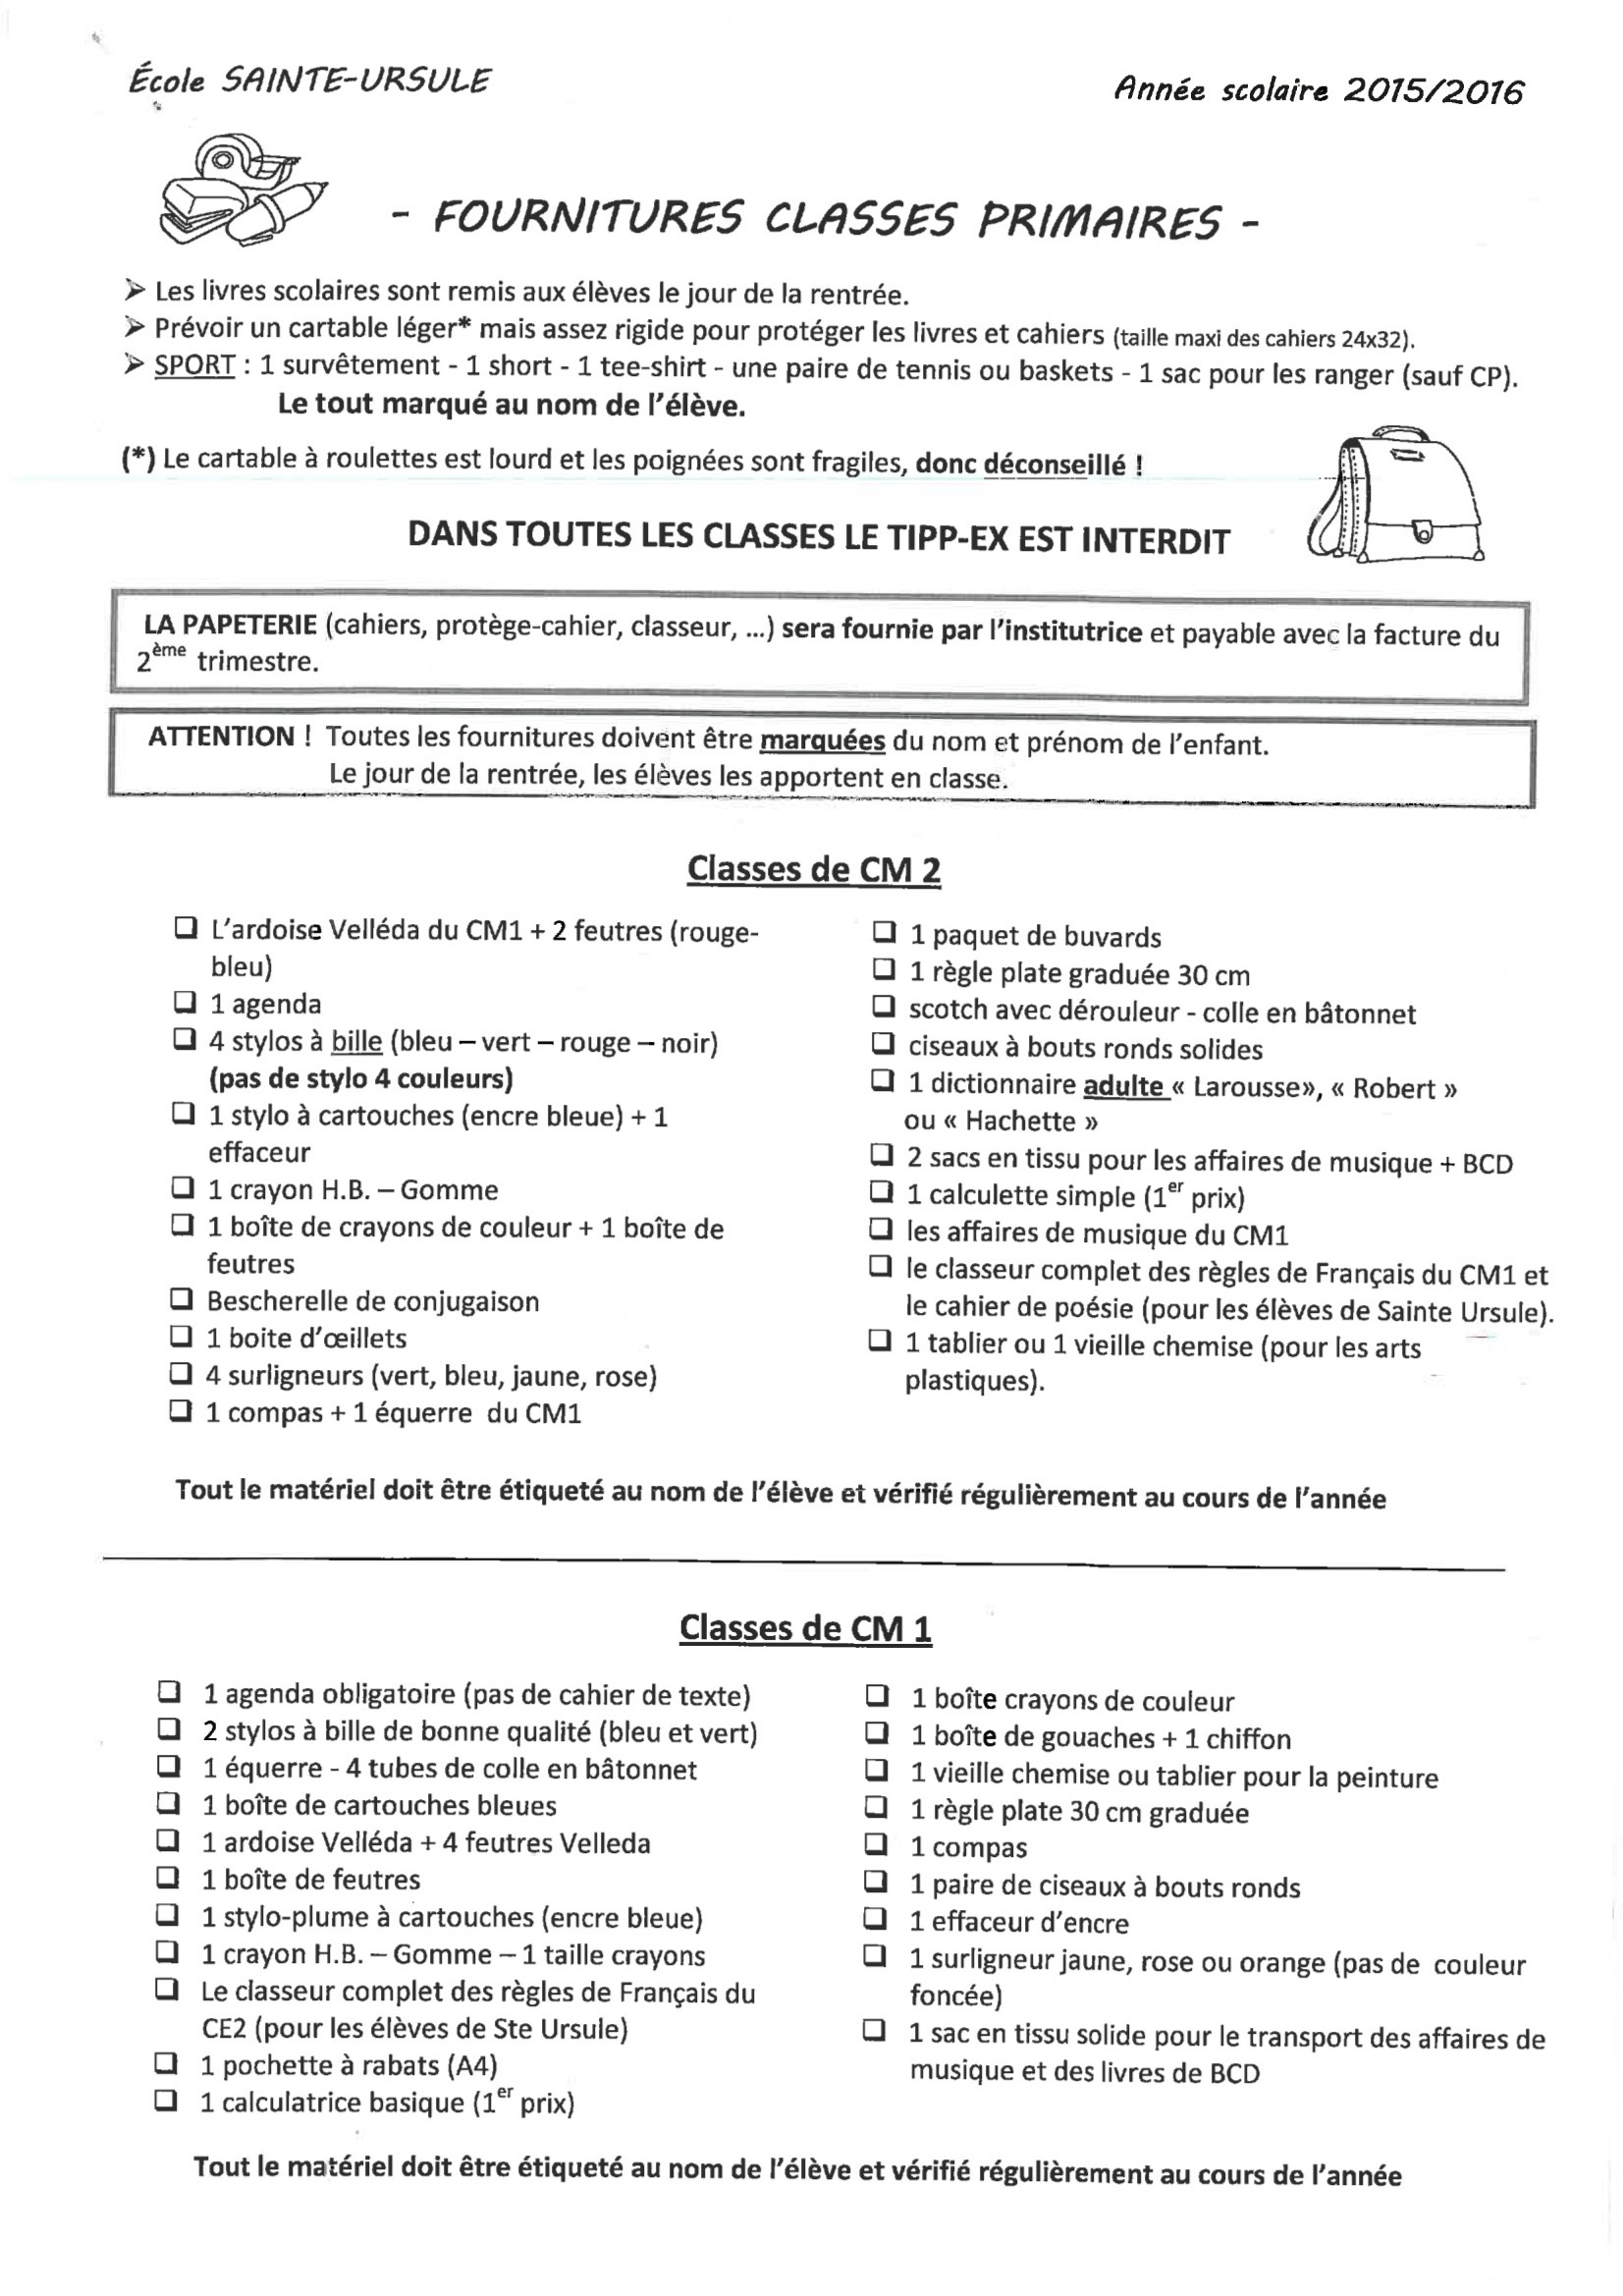 École SAINTE-URSULE
Année scolaire 2015/2016
- FOURNITURES CLASSES PRIMAIRES -
➢ Les livres scolaires sont remis aux élèves le jour de la rentrée.
➢ Prévoir un cartable léger* mais assez rigide pour protéger les livres et cahiers (taille maxi des cahiers 24x32).
➢ SPORT : 1 survêtement - 1 short - 1 tee-shirt - une paire de tennis ou baskets - 1 sac pour les ranger (sauf CP).
Le tout marqué au nom de l'élève.
(*) Le cartable à roulettes est lourd et les poignées sont fragiles, donc déconseillé !
DANS TOUTES LES CLASSES LE TIPP-EX EST INTERDIT
LA PAPETERIE (cahiers, protège-cahier, classeur, ...) sera fournie par l'institutrice et payable avec la facture du
2ème trimestre.
ATTENTION ! Toutes les fournitures doivent être marquées du nom et prénom de l'enfant.
Le jour de la rentrée, les élèves les apportent en classe.
Classes de CM 2
❑ L'ardoise Velléda du CM1 + 2 feutres (rouge-
bleu)
❑ 1 agenda
❑ 4 stylos à bille (bleu – vert – rouge – noir)
(pas de stylo 4 couleurs)
❑ 1 stylo à cartouches (encre bleue) + 1
effaceur
❑ 1 crayon H.B. – Gomme
❑ 1 boîte de crayons de couleur + 1 boîte de
feutres
❑ Bescherelle de conjugaison
❑ 1 boite d'œillets
❑ 4 surligneurs (vert, bleu, jaune, rose)
❑ 1 compas + 1 équerre du CM1
❑ 1 paquet de buvards
❑ 1 règle plate graduée 30 cm
❑ scotch avec dérouleur - colle en bâtonnet
❑ ciseaux à bouts ronds solides
❑ 1 dictionnaire adulte « Larousse», « Robert »
ou « Hachette »
❑ 2 sacs en tissu pour les affaires de musique + BCD
❑ 1 calculette simple (1er prix)
❑ les affaires de musique du CM1
❑ le classeur complet des règles de Français du CM1 et
le cahier de poésie (pour les élèves de Sainte Ursule).
❑ 1 tablier ou 1 vieille chemise (pour les arts
plastiques).
Tout le matériel doit être étiqueté au nom de l'élève et vérifié régulièrement au cours de l'année
Classes de CM 1
❑ 1 agenda obligatoire (pas de cahier de texte)
❑ 2 stylos à bille de bonne qualité (bleu et vert)
❑ 1 équerre - 4 tubes de colle en bâtonnet
❑ 1 boîte de cartouches bleues
❑ 1 ardoise Velléda + 4 feutres Velleda
❑ 1 boîte de feutres
❑ 1 stylo-plume à cartouches (encre bleue)
❑ 1 crayon H.B. – Gomme – 1 taille crayons
❑ Le classeur complet des règles de Français du
CE2 (pour les élèves de Ste Ursule)
❑ 1 pochette à rabats (A4)
❑ 1 calculatrice basique (1er prix)
❑ 1 boîte crayons de couleur
❑ 1 boîte de gouaches + 1 chiffon
❑ 1 vieille chemise ou tablier pour la peinture
❑ 1 règle plate 30 cm graduée
❑ 1 compas
❑ 1 paire de ciseaux à bouts ronds
❑ 1 effaceur d'encre
❑ 1 surligneur jaune, rose ou orange (pas de couleur
foncée)
❑ 1 sac en tissu solide pour le transport des affaires de
musique et des livres de BCD
Tout le matériel doit être étiqueté au nom de l'élève et vérifié régulièrement au cours de l'année